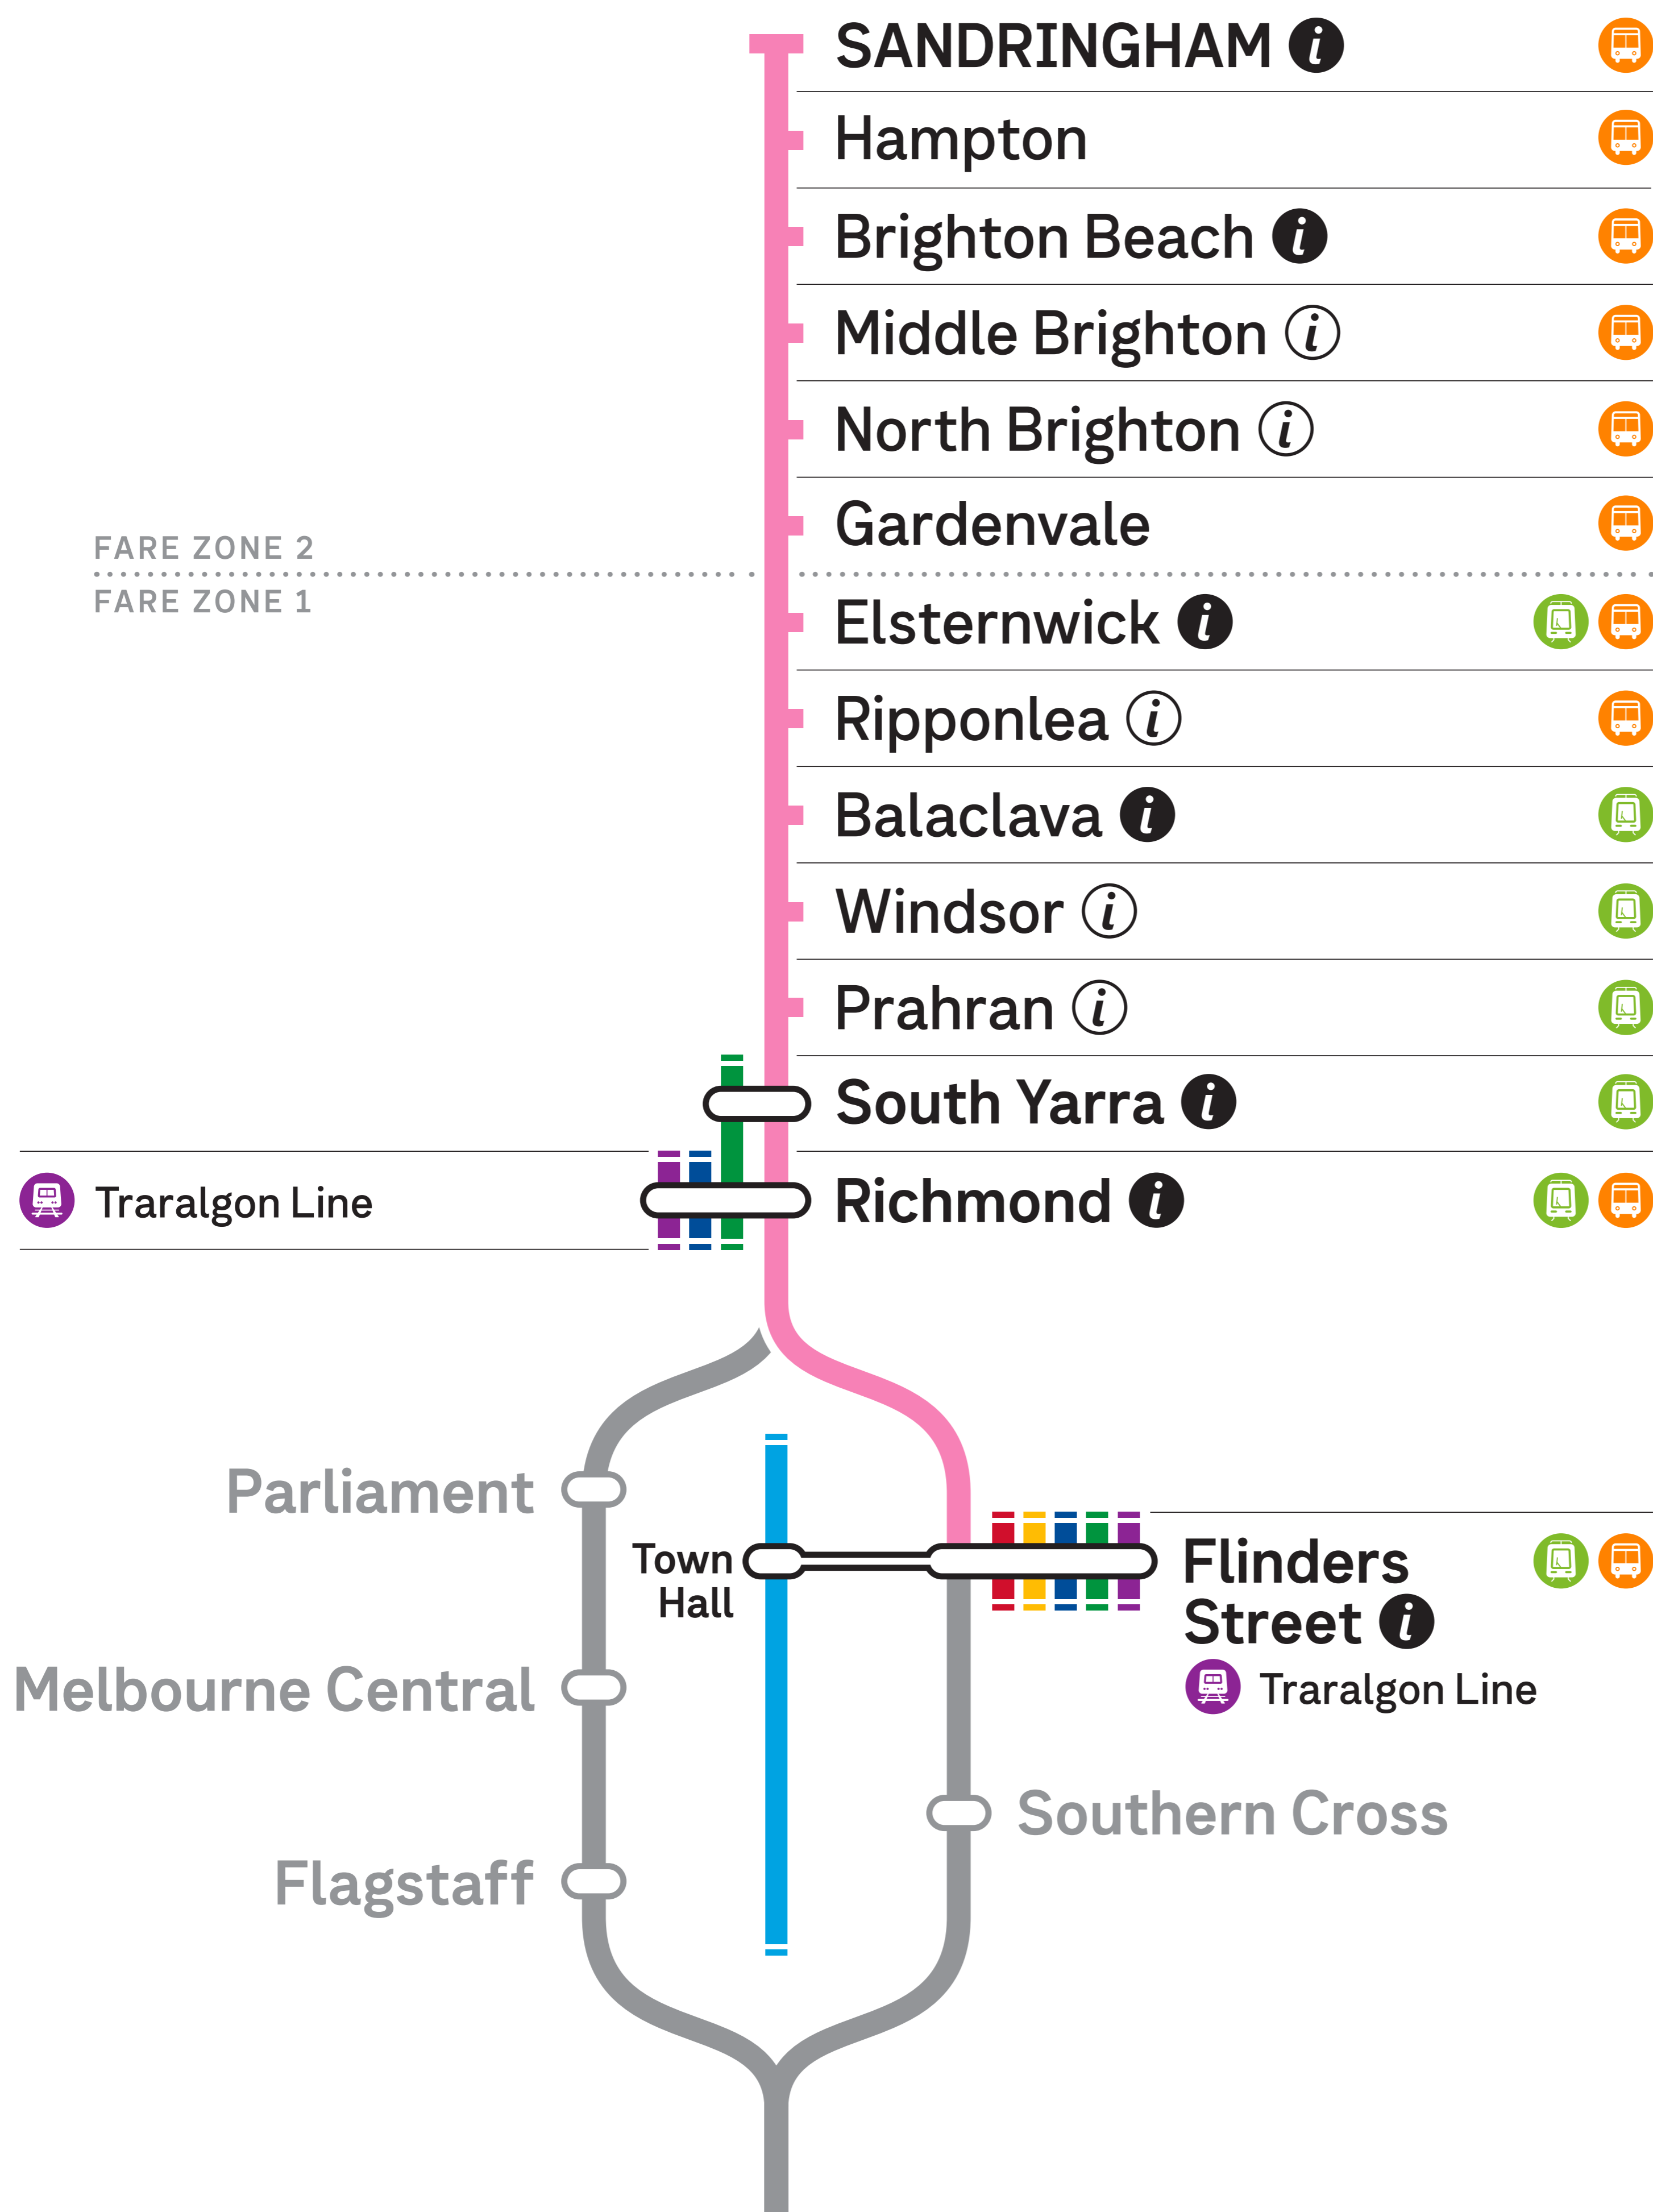 SANDRINGHAM i
Hampton
Brighton Beach i
Middle Brighton i
North Brighton i
Gardenvale
FARE ZONE 2
FARE ZONE 1
Elsternwick i
Ripponlea i
Balaclava i
Windsor i
Prahran i
South Yarra i
Traralgon Line
Richmond i
Parliament
Town
Hall
Flinders
Street i
Traralgon Line
Melbourne Central
Southern Cross
Flagstaff